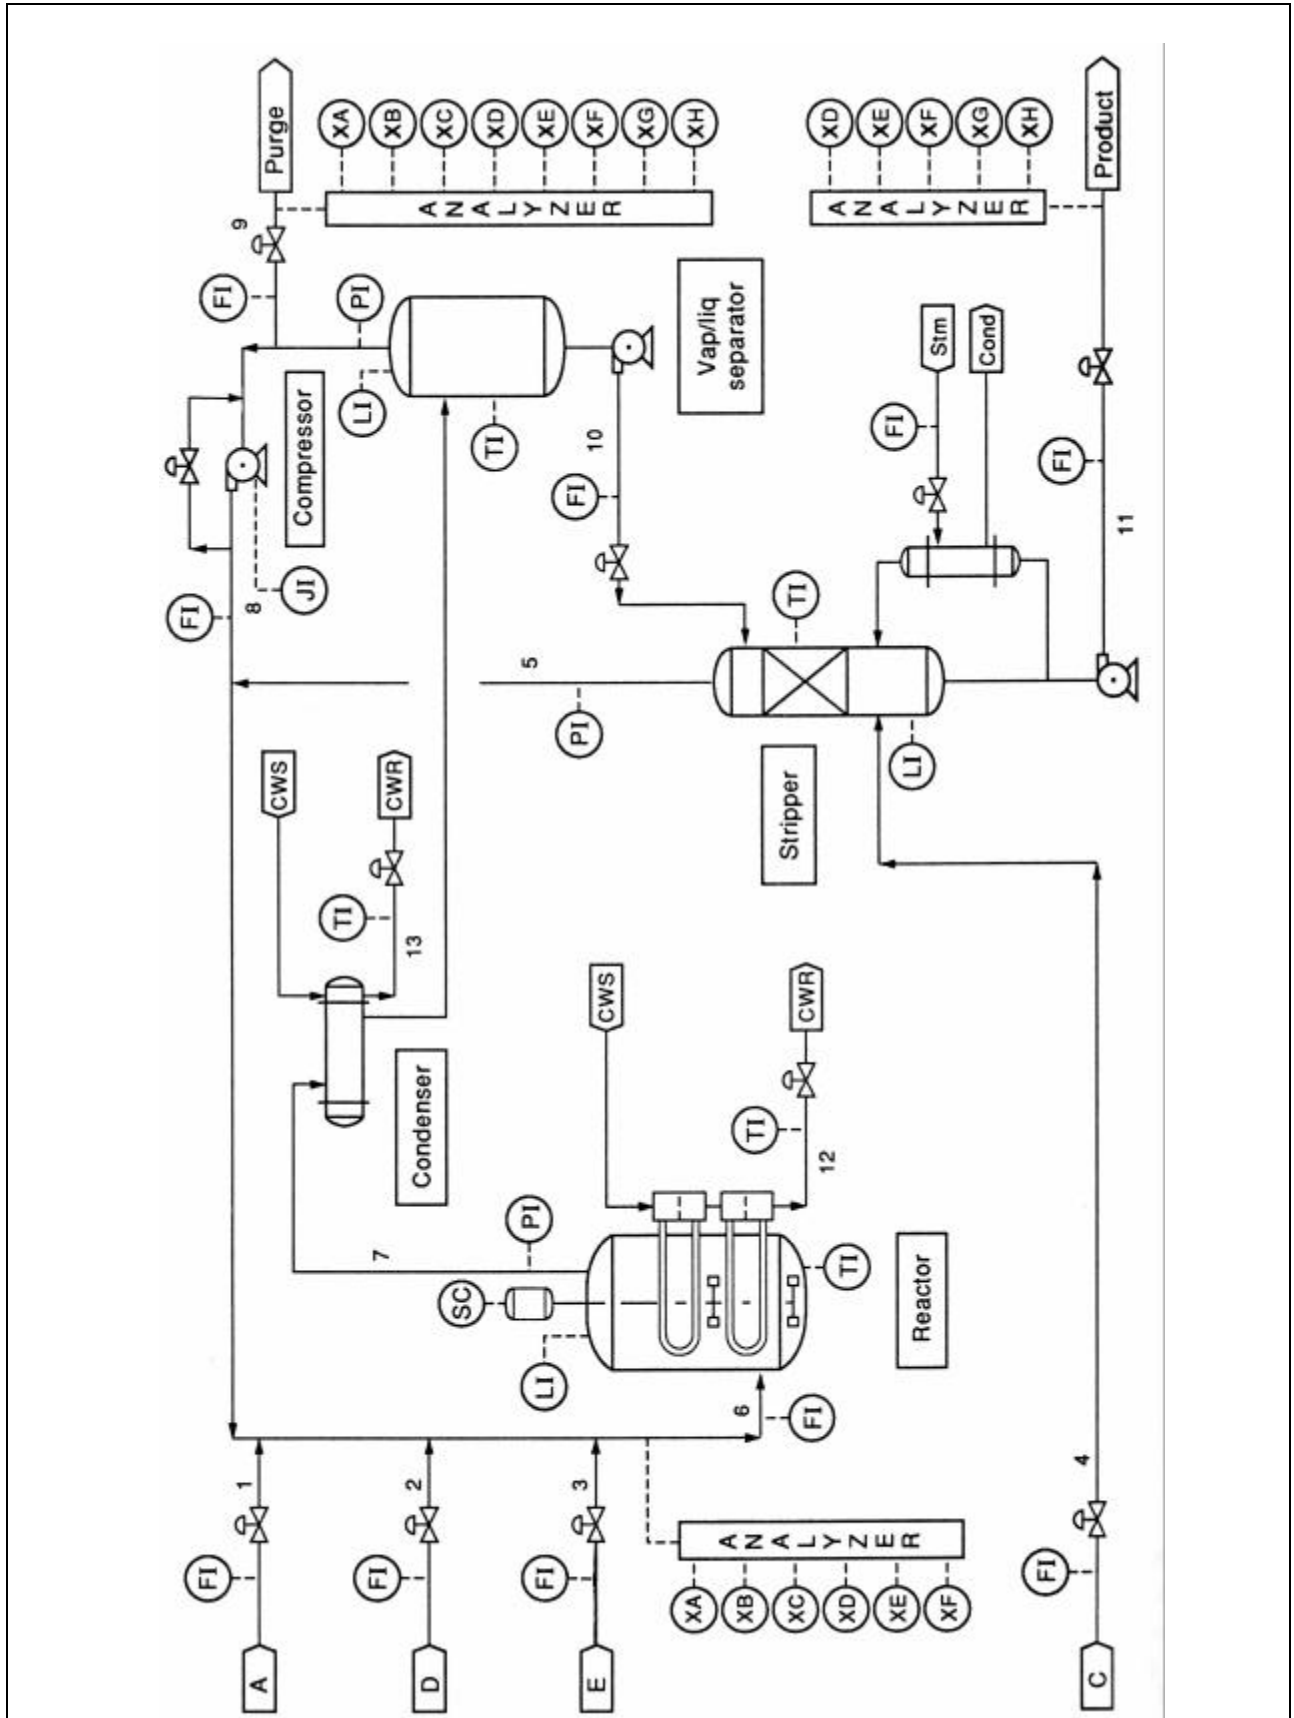 FI
A
1
FI
D
2
FI
E
3
XA
XB
XC
XD
XE
XF
ANALYZER
FI
C
4
6
FI
LI
SC
7
PI
TI
Reactor
CWS
TI
12
CWR
Condenser
CWS
TI
13
CWR
FI
8
JI
Compressor
5
PI
TI
LI
Stripper
FI
10
LI
PI
TI
Vap/liq
separator
FI
9
Purge
ANALYZER
XA
XB
XC
XD
XE
XF
XG
XH
FI
Stm
Cond
FI
11
ANALYZER
XD
XE
XF
XG
XH
Product